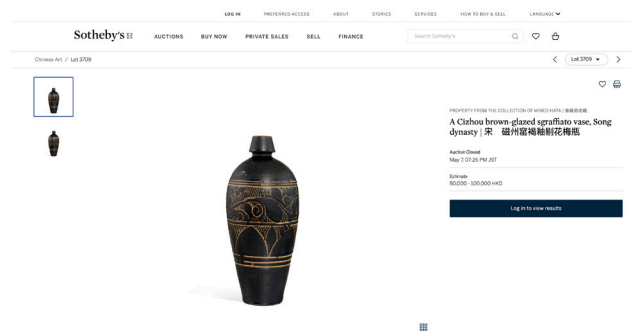 LOG IN PREFERRED ACCESS ABOUT STORIES SERVICES HOW TO BUY & SELL LANGUAGE
Sotheby's
AUCTIONS BUY NOW PRIVATE SALES SELL FINANCE
Search Sotheby's
Chinese Art / Lot 3709
Lot 3709
A Cizhou brown-glazed sgraffiato vase, Song
dynasty | 宋 磁州窰褐釉剔花梅瓶
Auction Closed
May 7, 07:26 PM JST
Estimate
80,000 - 100,000 HKD
Log in to view results